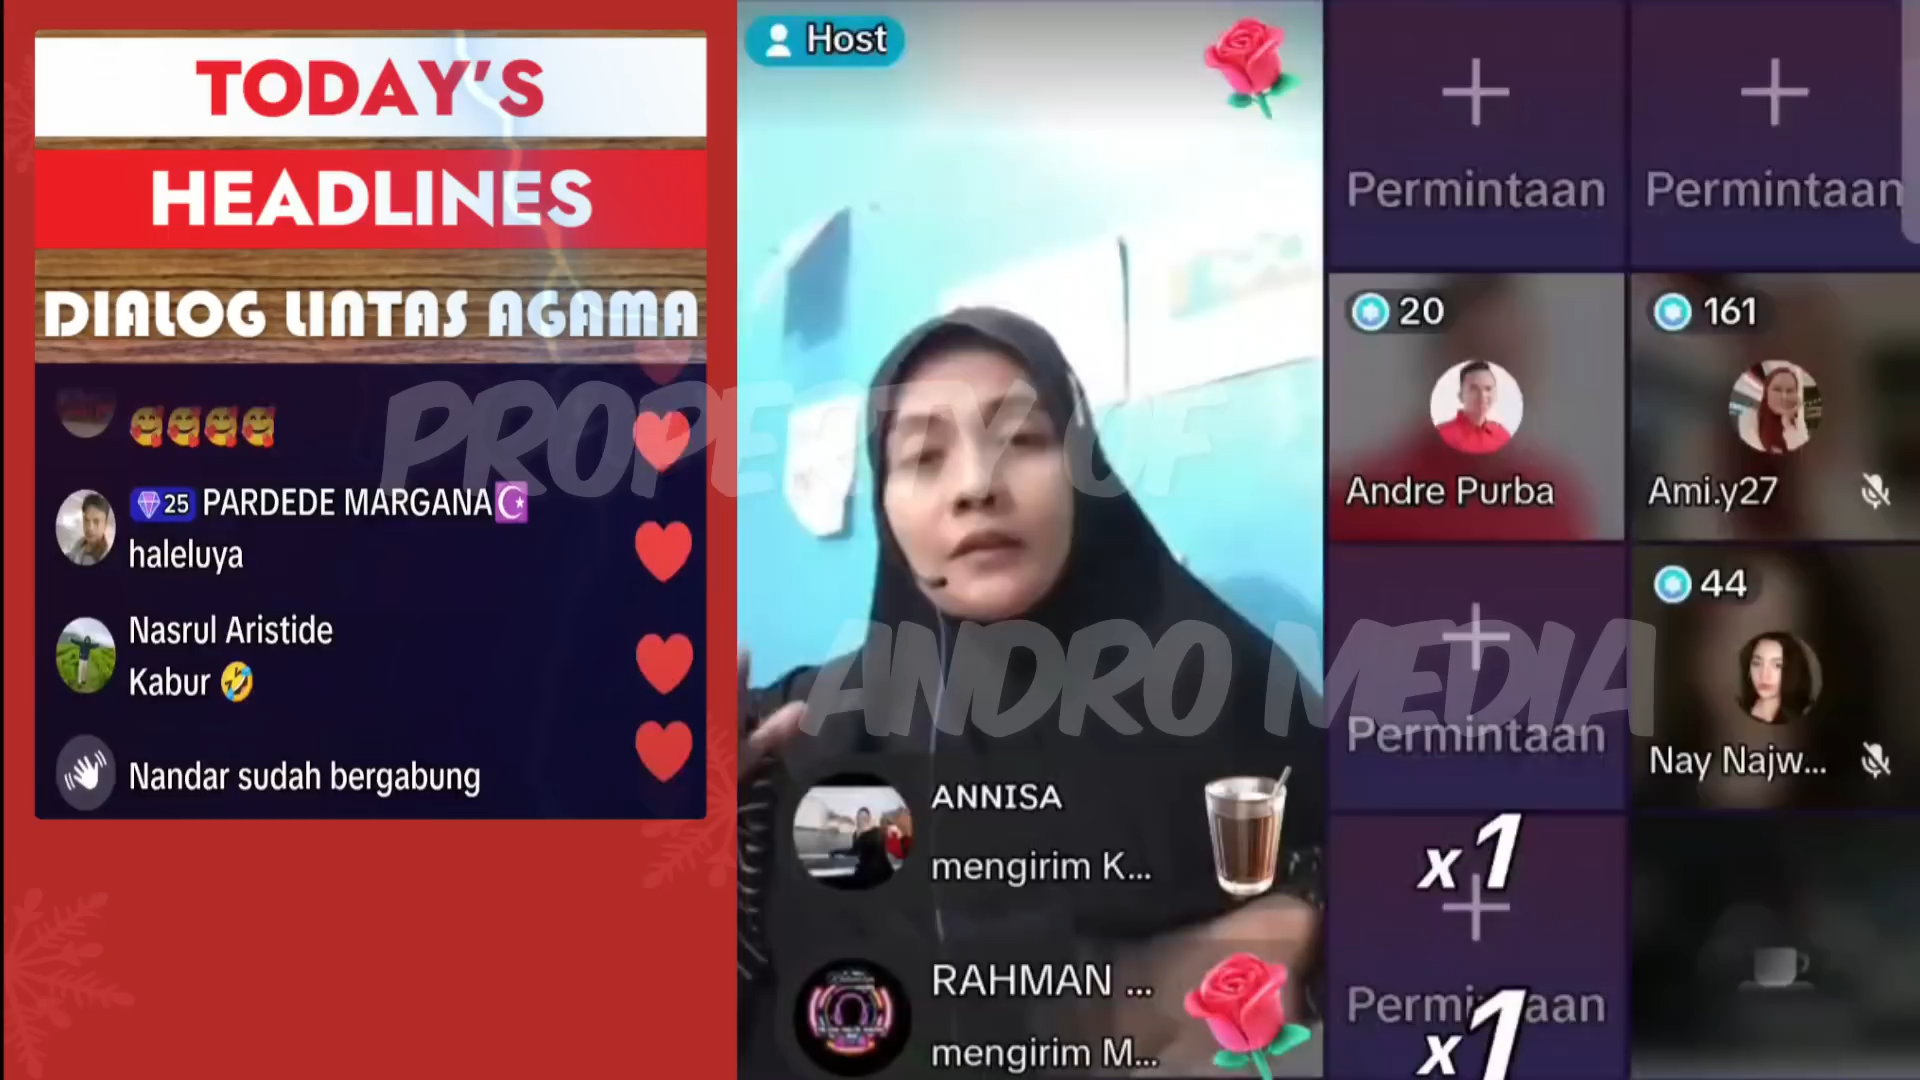 TODAY'S
HEADLINES
DIALOG LINTAS AGAMA
25 PARDEDE MARGANA
haleluya
Nasrul Aristide
Kabur
Nandar sudah bergabung
Host
ANNISA
mengirim K...
RAHMAN ...
mengirim M...
Permintaan
Permintaan
20
Andre Purba
161
Ami.y27
Permintaan
44
Nay Najw...
x1
Permintaan
x1
PROPERTY OF
ANDRO MEDIA